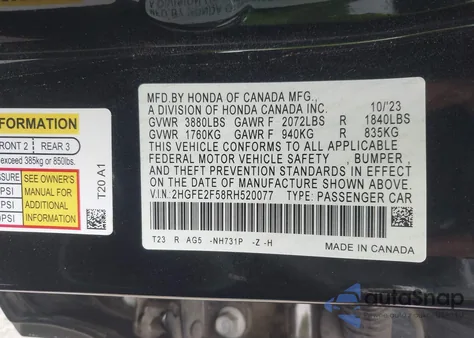 FORMATION
FRONT 2 REAR 3
exceed 385kg or 850lbs.
PRESSURE
PSI
PSI
PSI
SEE OWNER'S
MANUAL FOR
ADDITIONAL
INFORMATION
T20 A1
MFD.BY HONDA OF CANADA MFG.,
A DIVISION OF HONDA CANADA INC. 10/'23
GVWR 3880LBS GAWR F 2072LBS R 1840LBS
GVWR 1760KG GAWR F 940KG R 835KG
THIS VEHICLE CONFORMS TO ALL APPLICABLE
FEDERAL MOTOR VEHICLE SAFETY , BUMPER ,
AND THEFT PREVENTION STANDARDS IN EFFECT ON
THE DATE OF MANUFACTURE SHOWN ABOVE.
V.I.N.:2HGFE2F58RH520077 TYPE: PASSENGER CAR
T23 R AG5 -NH731P -Z -H
MADE IN CANADA
autoSnap